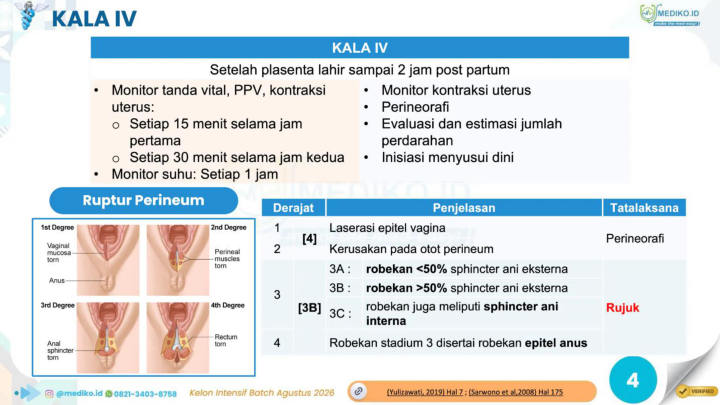 KALA IV
MEDIKO.ID
KALA IV
Setelah plasenta lahir sampai 2 jam post partum
• Monitor tanda vital, PPV, kontraksi
uterus:
o Setiap 15 menit selama jam
pertama
o Setiap 30 menit selama jam kedua
• Monitor suhu: Setiap 1 jam
• Monitor kontraksi uterus
• Perineorafi
• Evaluasi dan estimasi jumlah
perdarahan
• Inisiasi menyusui dini
MEDIKO.ID
Ruptur Perineum
1st Degree
Vaginal
mucosa
torn
Anus
2nd Degree
Perineal
muscles
torn
3rd Degree
Anal
sphincter
torn
4th Degree
Rectum
torn
Derajat Penjelasan Tatalaksana
1 [4] Laserasi epitel vagina Perineorafi
2 Kerusakan pada otot perineum
3 [3B] 3A : robekan <50% sphincter ani eksterna Rujuk
3B : robekan >50% sphincter ani eksterna
3C : robekan juga meliputi sphincter ani
interna
4 Robekan stadium 3 disertai robekan epitel anus
@mediko.id 0821-3403-8758
Kelon Intensif Batch Agustus 2026
(Yulizawati, 2019) Hal 7 ; (Sarwono et al,2008) Hal 175
4
VERIFIED